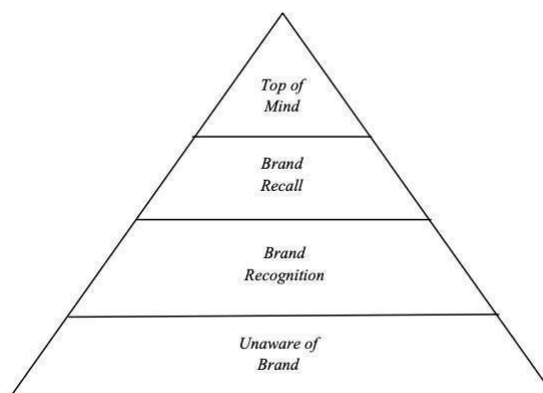 Top of
Mind
Brand
Recall
Brand
Recognition
Unaware of
Brand